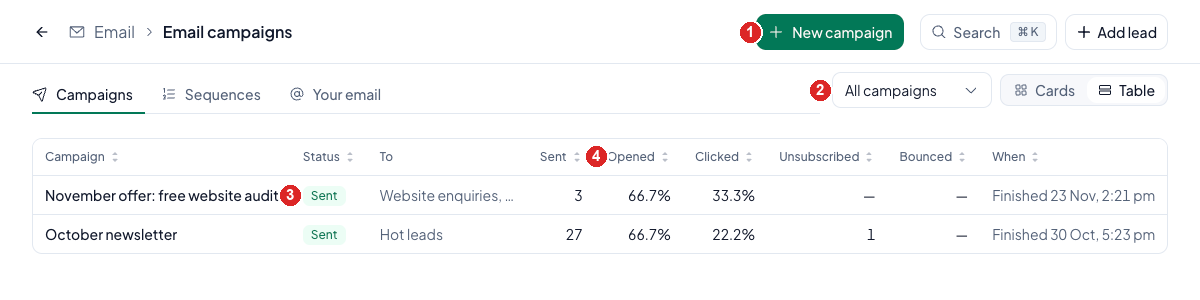 Email > Email campaigns
1 + New campaign
Search ⌘K
+ Add lead
Campaigns
Sequences
@ Your email
2 All campaigns
Cards
Table
Campaign Status To Sent 4 Opened Clicked Unsubscribed Bounced When
November offer: free website audit 3 Sent Website enquiries, ... 3 66.7% 33.3% — — Finished 23 Nov, 2:21 pm
October newsletter Sent Hot leads 27 66.7% 22.2% 1 — Finished 30 Oct, 5:23 pm